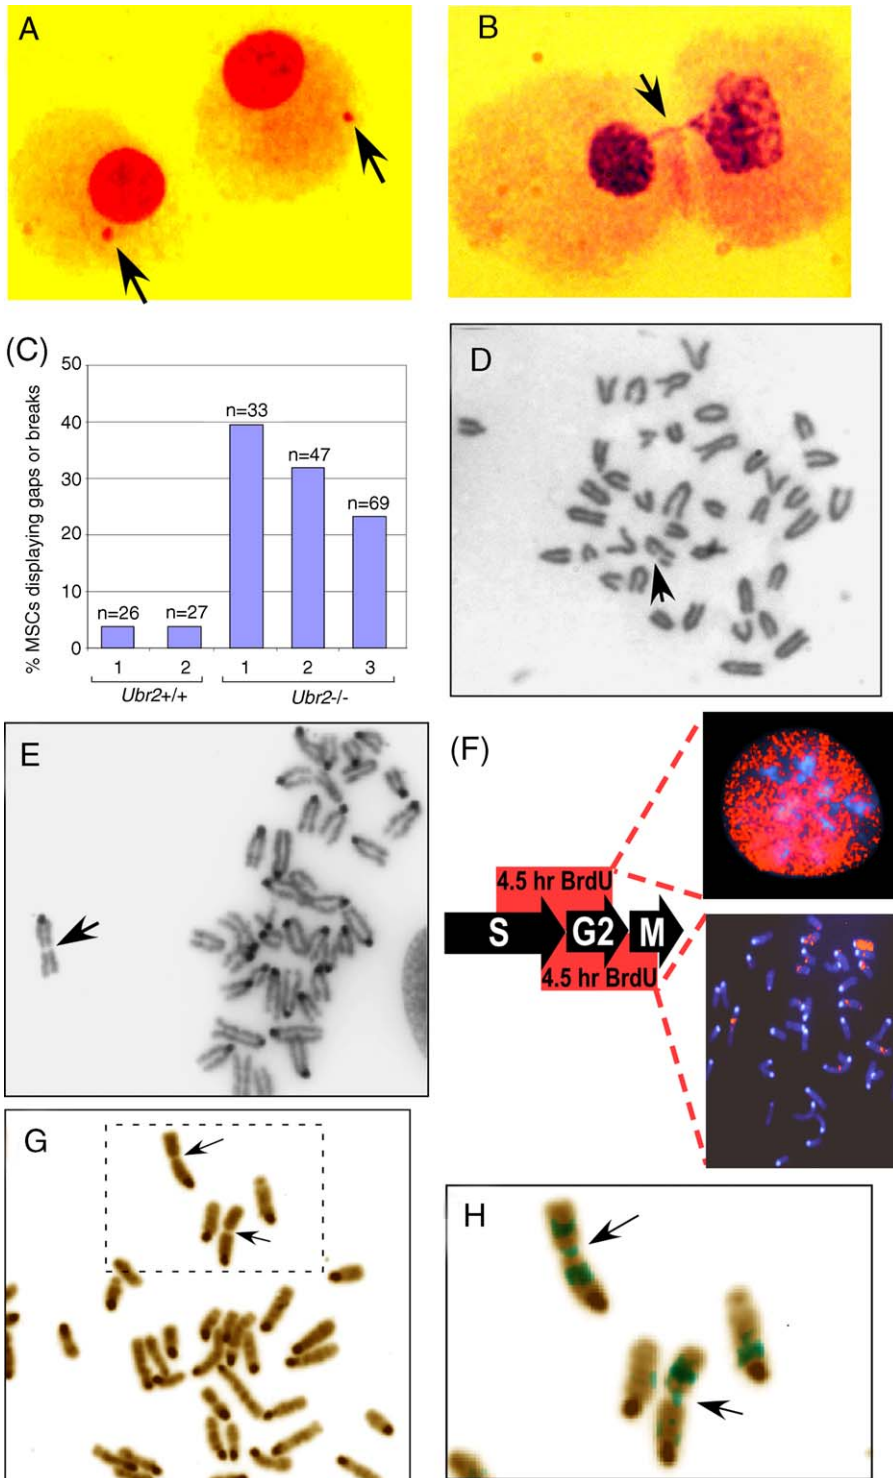 A
B
(C)
% MSCs displaying gaps or breaks
50
40
30
20
10
0
n=26
n=27
n=33
n=47
n=69
1 2 1 2 3
Ubr2+/+ Ubr2-/-
D
E
(F)
4.5 hr BrdU
S G2 M
4.5 hr BrdU
G
H